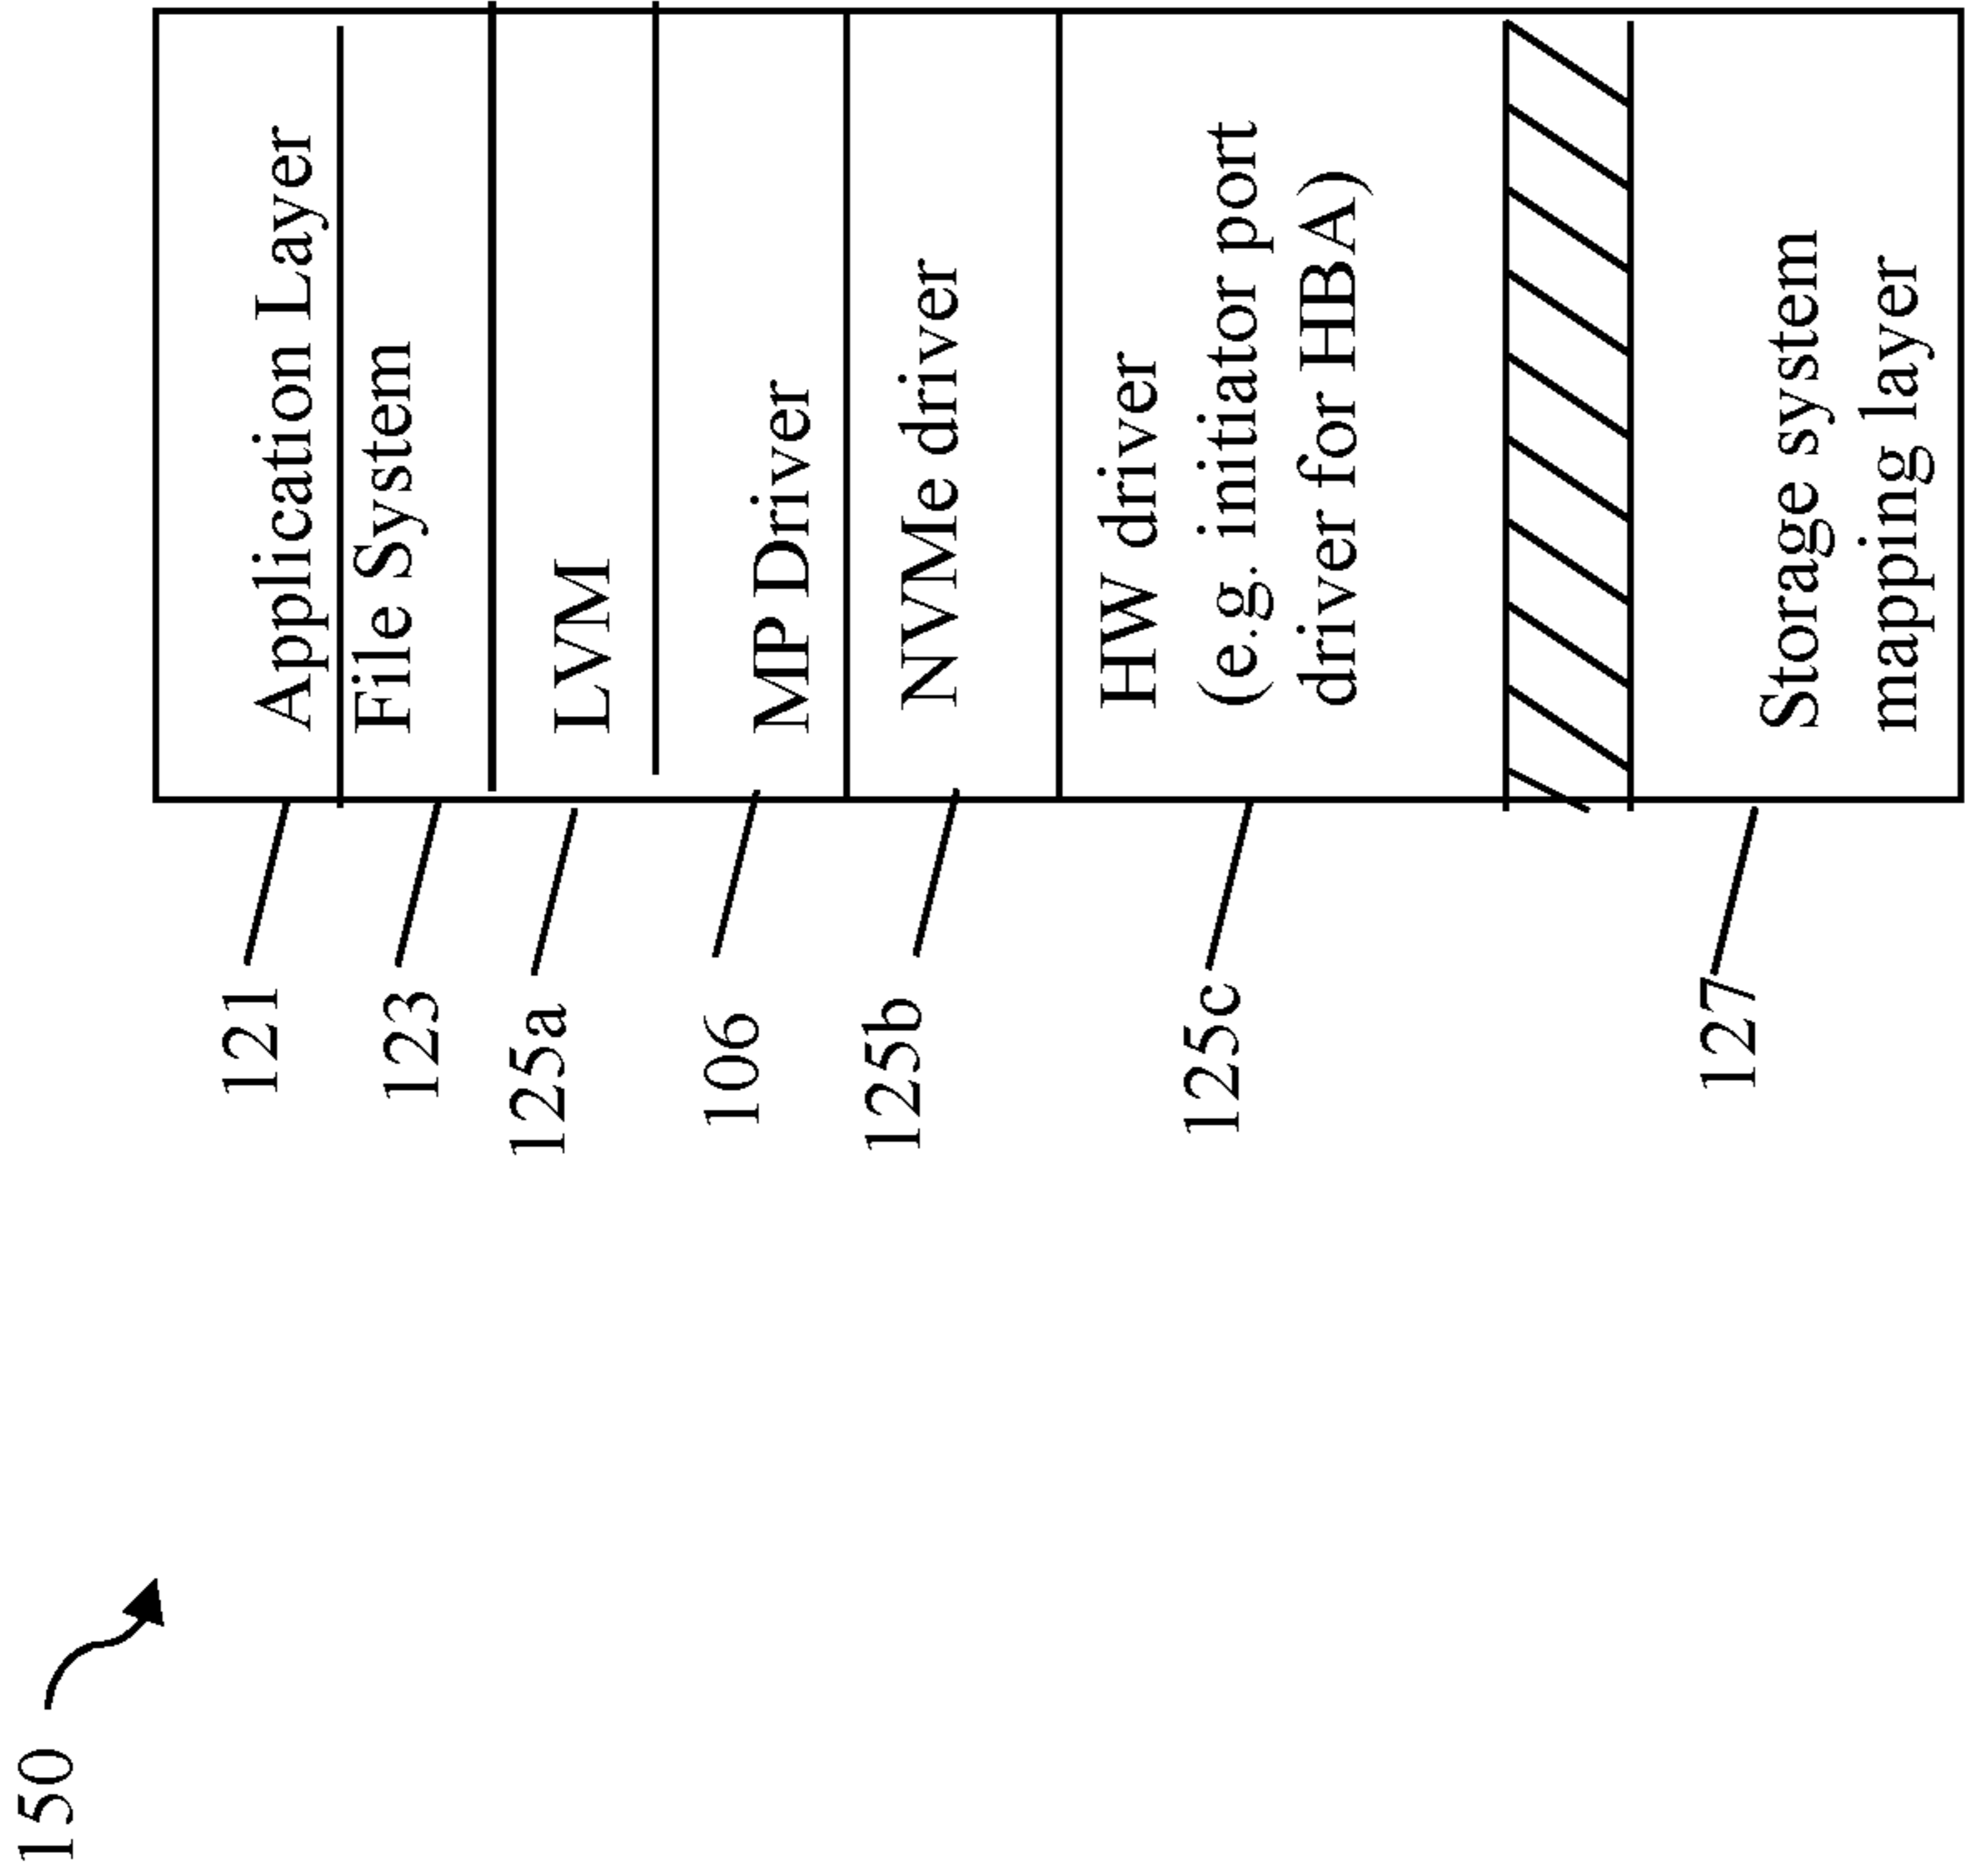 150
121
Application Layer
123
File System
125a
LVM
106
MP Driver
125b
NVMe driver
125c
HW driver
(e.g. initiator port
driver for HBA)
127
Storage system
mapping layer